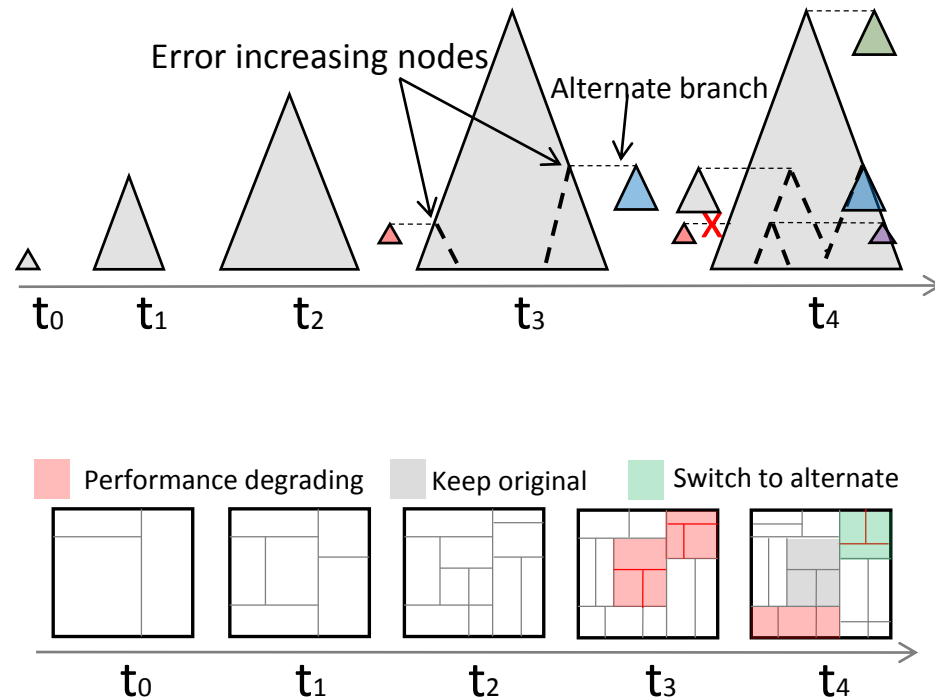 Error increasing nodes
Alternate branch
X
t0 t1 t2 t3 t4
Performance degrading Keep original Switch to alternate
t0 t1 t2 t3 t4